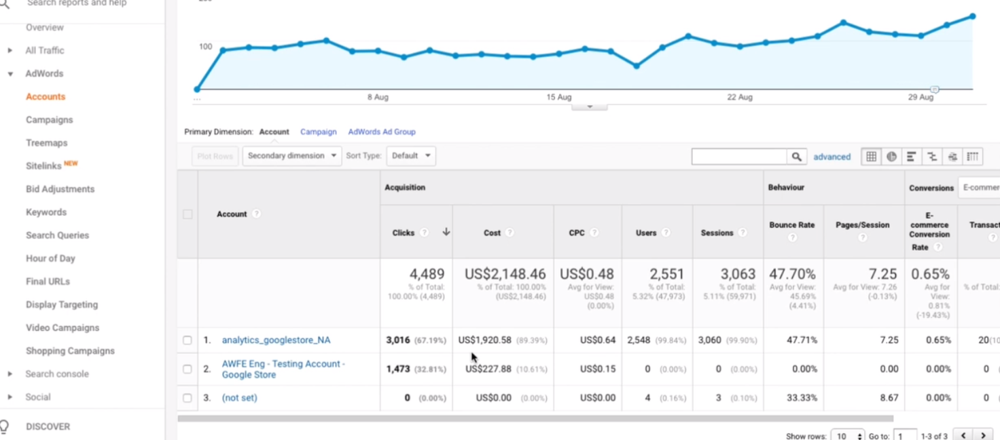 Search reports and help
Overview
All Traffic
AdWords
Accounts
Campaigns
Treemaps
Sitelinks NEW
Bid Adjustments
Keywords
Search Queries
Hour of Day
Final URLs
Display Targeting
Video Campaigns
Shopping Campaigns
Search console
Social
DISCOVER
100
... 8 Aug 15 Aug 22 Aug 29 Aug
Primary Dimension: Account Campaign AdWords Ad Group
Plot Rows Secondary dimension Sort Type: Default advanced
Account ?
Acquisition Behaviour Conversions E-commer
Clicks ? Cost ? CPC ? Users ? Sessions ? Bounce Rate ? Pages/Session ? E-commerce Conversion Rate ? Transact ?
4,489 US$2,148.46 US$0.48 2,551 3,063 47.70% 7.25 0.65%
% of Total: 100.00% (4,489)
% of Total: 100.00% (US$2,148.46)
Avg for View: US$0.48 (0.00%)
% of Total: 5.32% (47,973)
% of Total: 5.11% (59,971)
Avg for View: 45.69% (4.41%)
Avg for View: 7.26 (-0.13%)
Avg for View: 0.81% (-19.43%)
% of Total:
1. analytics_googlestore_NA 3,016 (67.19%) US$1,920.58 (89.39%) US$0.64 2,548 (99.84%) 3,060 (99.90%) 47.71% 7.25 0.65% 20(10
2. AWFE Eng - Testing Account - Google Store 1,473 (32.81%) US$227.88 (10.61%) US$0.15 0 (0.00%) 0 (0.00%) 0.00% 0.00 0.00% 0 (
3. (not set) 0 (0.00%) US$0.00 (0.00%) US$0.00 4 (0.16%) 3 (0.10%) 33.33% 8.67 0.00% 0 (
Show rows: 10 Go to: 1 1-3 of 3